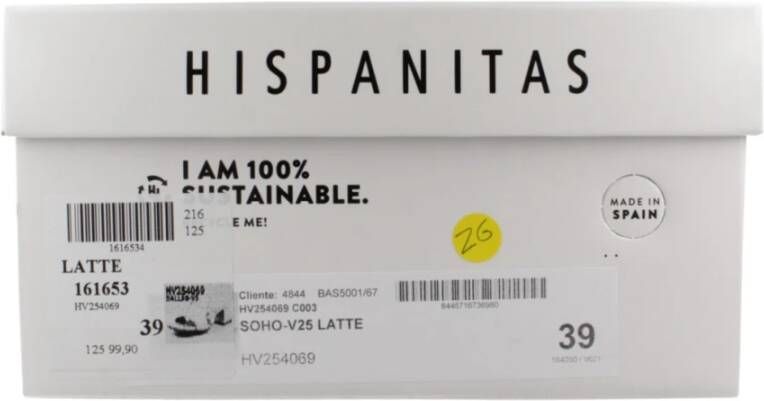 HISPANITAS
I AM 100%
SUSTAINABLE.
ME!
MADE IN
SPAIN
216
125
1616534
LATTE
161653
HV254069
39
125 99,90
HV254069
26
Cliente: 4844 BAS5001/67
HV254069 C003
SOHO-V25 LATTE
HV254069
39